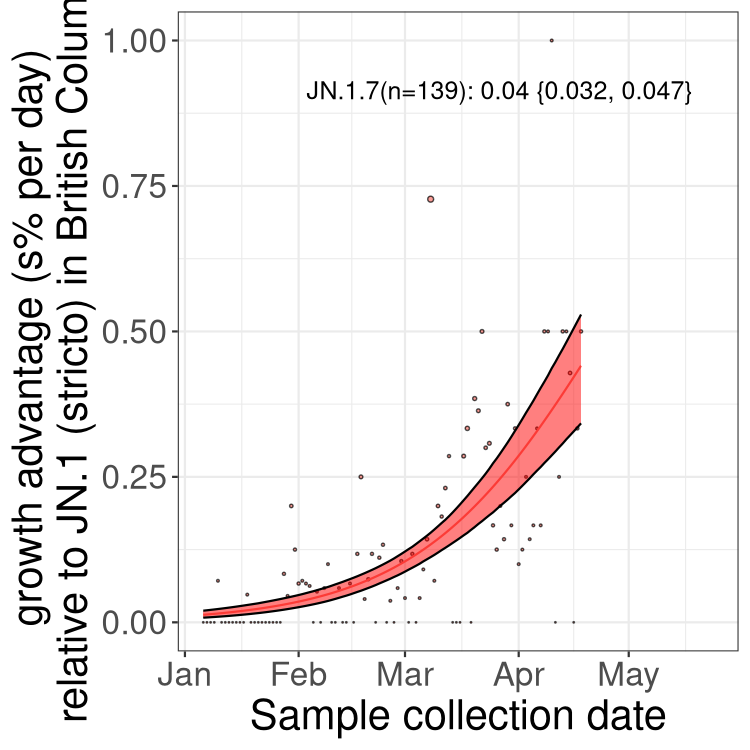 growth advantage (s% per day)
relative to JN.1 (stricto) in British Colum
1.00
0.75
0.50
0.25
0.00
JN.1.7(n=139): 0.04 {0.032, 0.047}
Jan Feb Mar Apr May
Sample collection date